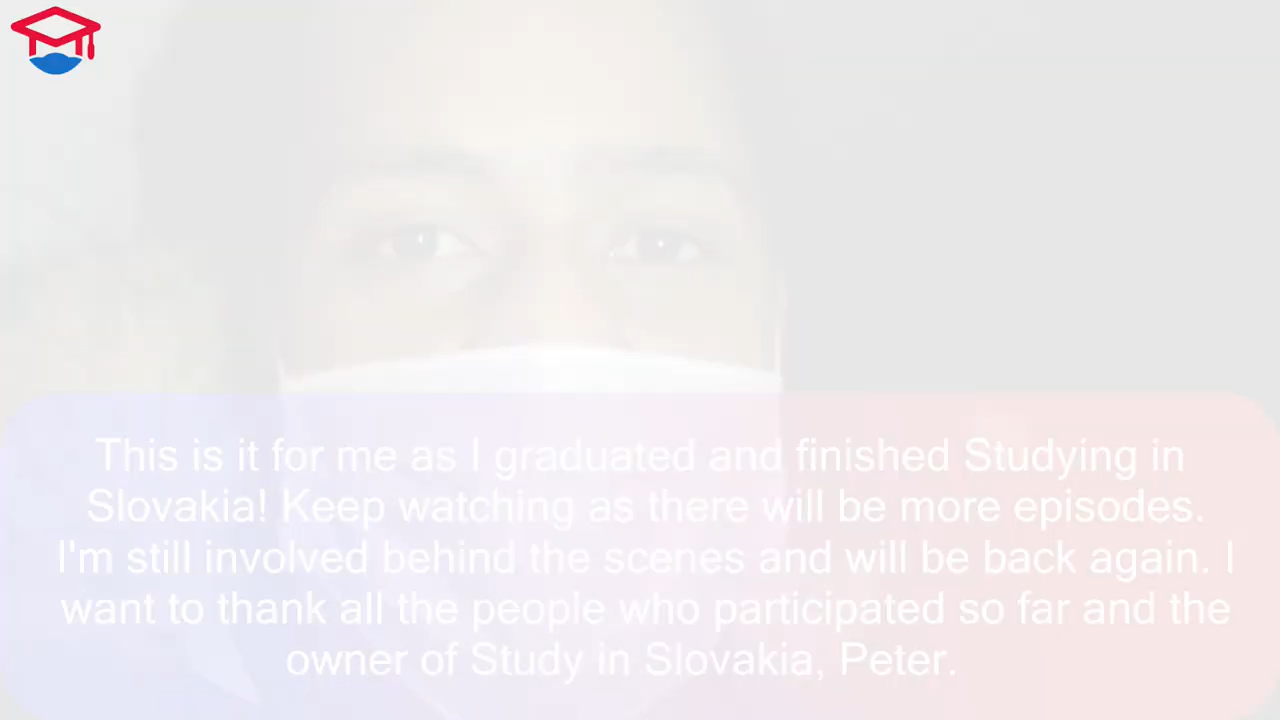 This is it for me as I graduated and finished Studying in
Slovakia! Keep watching as there will be more episodes.
I'm still involved behind the scenes and will be back again. I
want to thank all the people who participated so far and the
owner of Study in Slovakia, Peter.